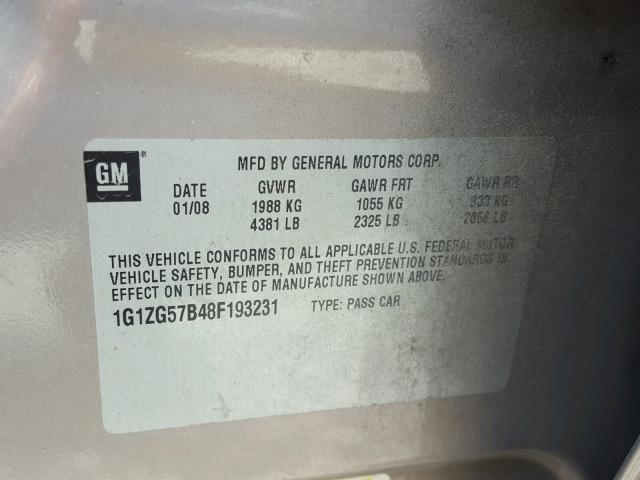 GM
MFD BY GENERAL MOTORS CORP.
DATE GVWR GAWR FRT GAWR RR
01/08 1988 KG 1055 KG 933 KG
4381 LB 2325 LB 2056 LB
THIS VEHICLE CONFORMS TO ALL APPLICABLE U.S. FEDERAL MOTOR
VEHICLE SAFETY, BUMPER, AND THEFT PREVENTION STANDARDS IN
EFFECT ON THE DATE OF MANUFACTURE SHOWN ABOVE.
1G1ZG57B48F193231 TYPE: PASS CAR